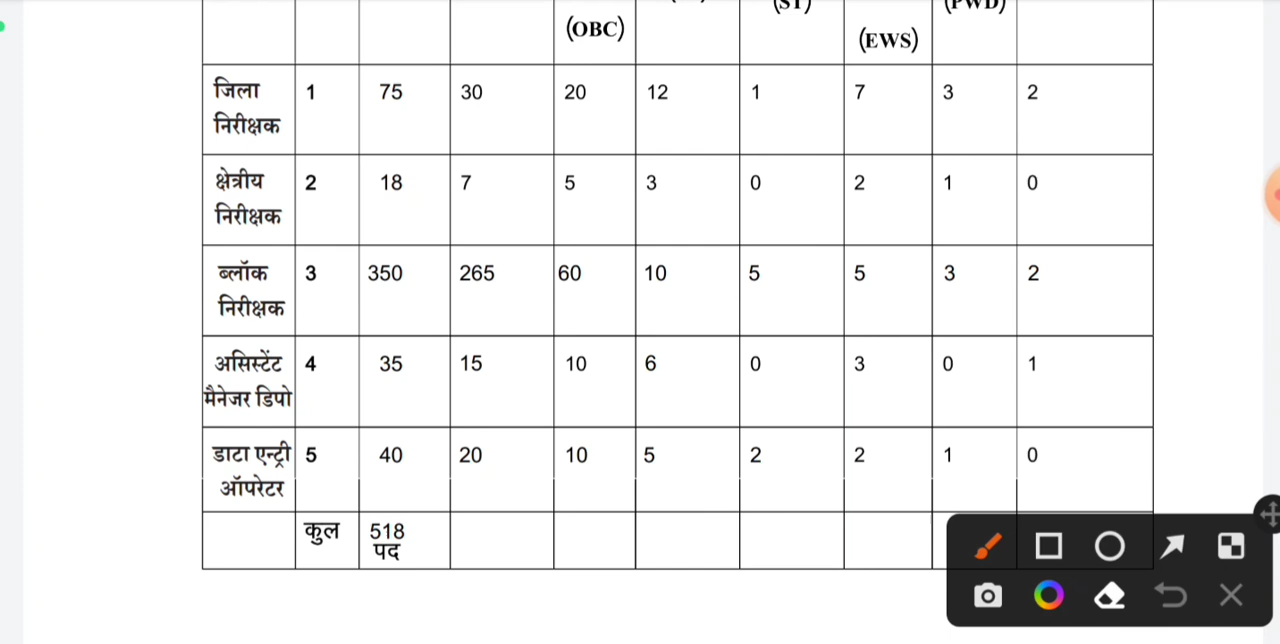 (ST)
(PWD)
(OBC)
(EWS)
जिला
निरीक्षक
1 75 30 20 12 1 7 3 2
क्षेत्रीय
निरीक्षक
2 18 7 5 3 0 2 1 0
ब्लॉक
निरीक्षक
3 350 265 60 10 5 5 3 2
असिस्टेंट
मैनेजर डिपो
4 35 15 10 6 0 3 0 1
डाटा एन्ट्री
ऑपरेटर
5 40 20 10 5 2 2 1 0
कुल 518
पद